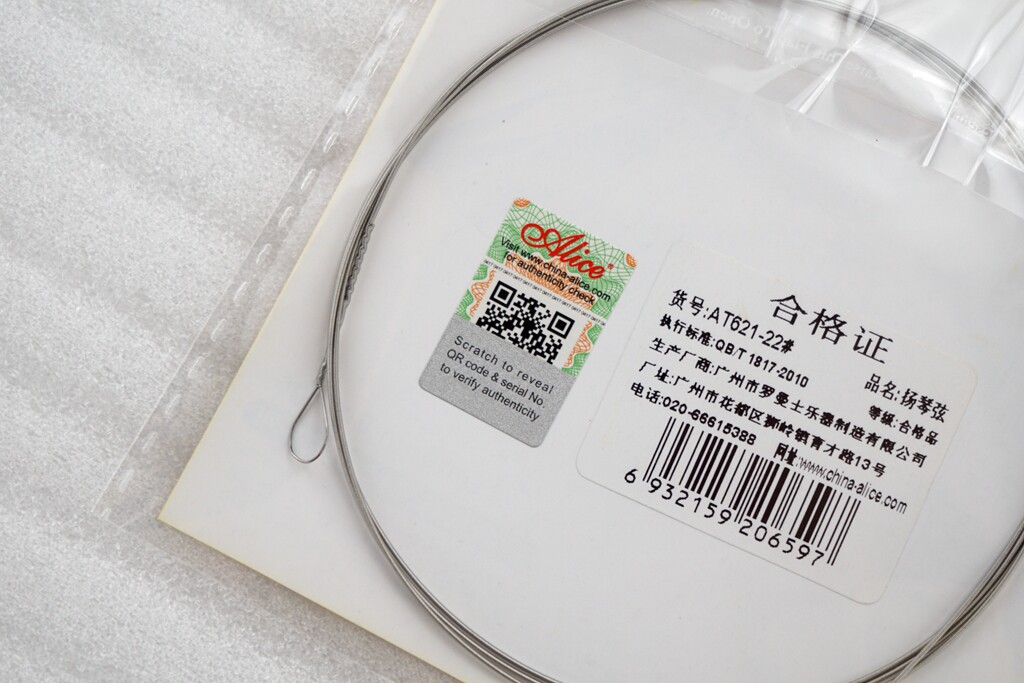 Alice®
Visit www.china-alice.com
for authenticity check
Scratch to reveal
QR code & serial No.
to verify authenticity
合格证
货号:AT621-22# 品名:扬琴弦
执行标准:QB/T 1817-2010 等级:合格品
生产厂商:广州市罗曼士乐器制造有限公司
厂址:广州市花都区狮岭镇育才路13号
电话:020-66615388 网址:www.china-alice.com
6 932159 206597